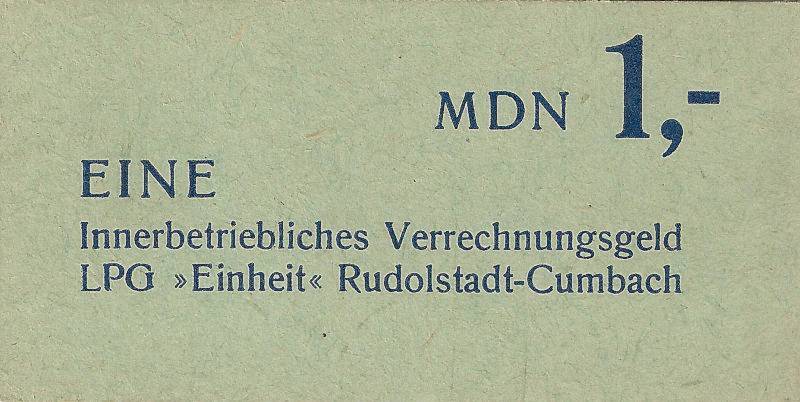 MDN 1,-
EINE
Innerbetriebliches Verrechnungsgeld
LPG »Einheit« Rudolstadt-Cumbach